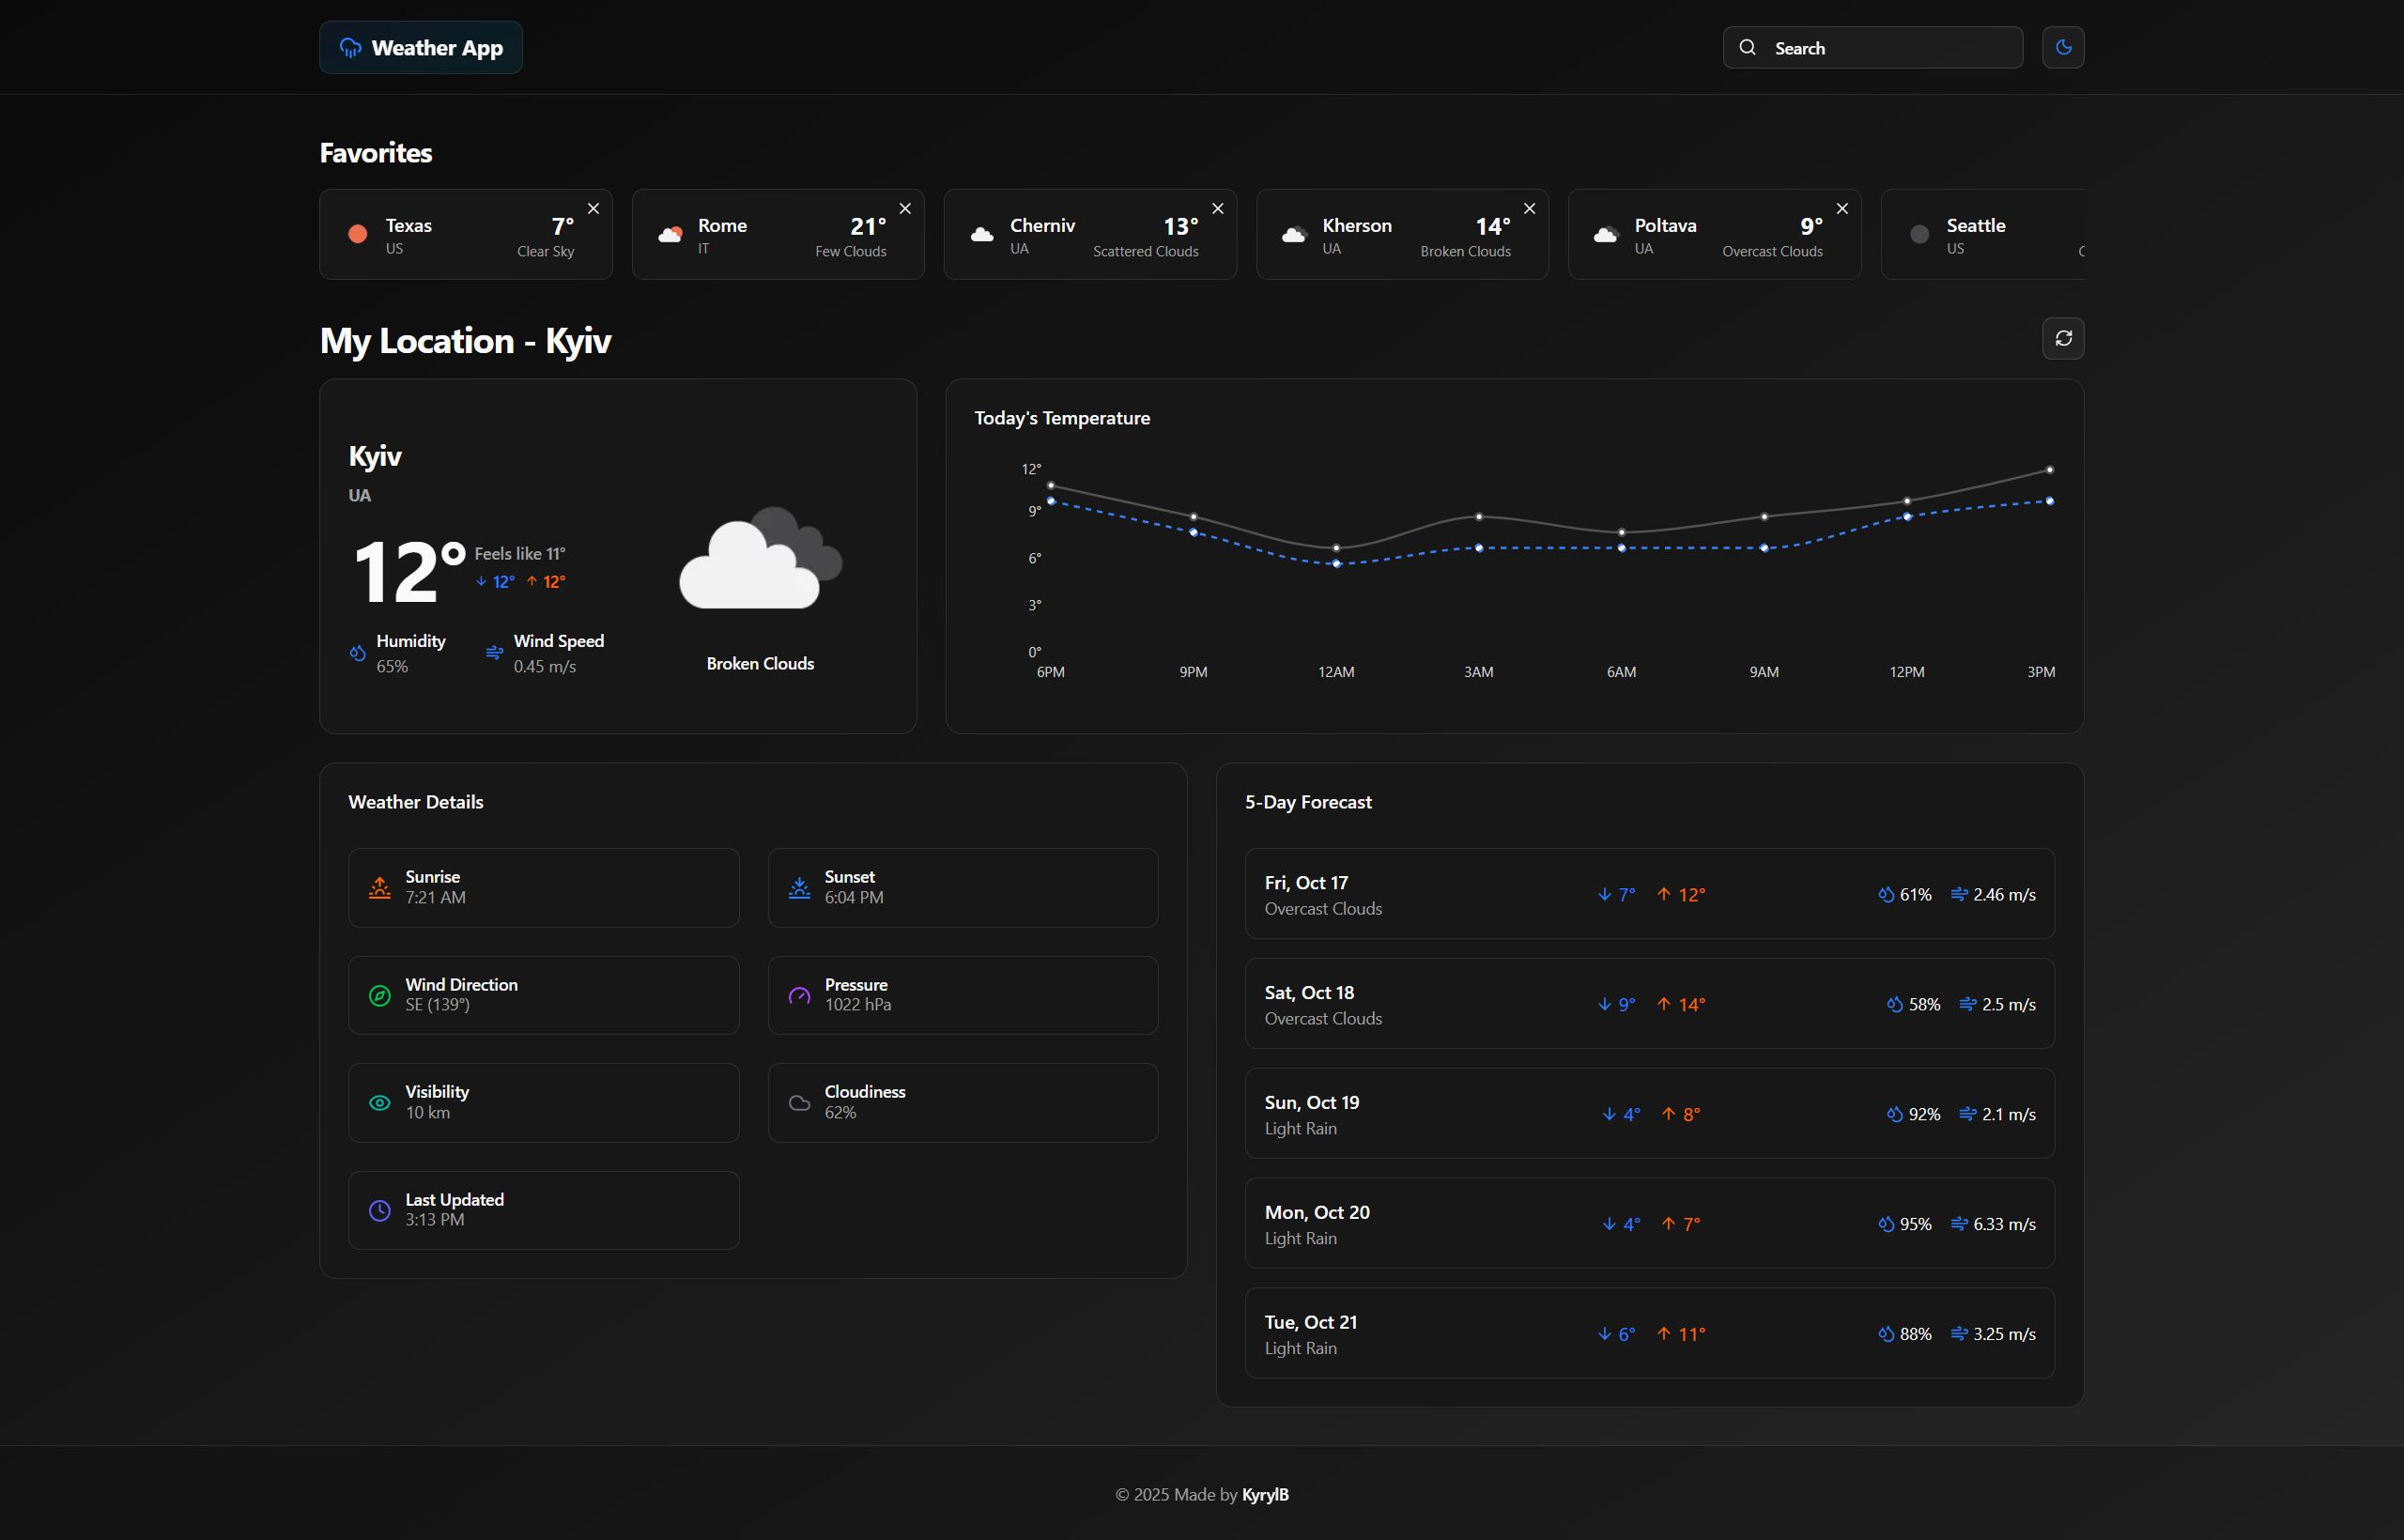 Weather App
Search
Favorites
Texas
US
7°
Clear Sky
Rome
IT
21°
Few Clouds
Cherniv
UA
13°
Scattered Clouds
Kherson
UA
14°
Broken Clouds
Poltava
UA
9°
Overcast Clouds
Seattle
US
My Location - Kyiv
Kyiv
UA
12°
Feels like 11°
12° 12°
Humidity
65%
Wind Speed
0.45 m/s
Broken Clouds
Today's Temperature
12°
9°
6°
3°
0°
6PM 9PM 12AM 3AM 6AM 9AM 12PM 3PM
Weather Details
Sunrise
7:21 AM
Sunset
6:04 PM
Wind Direction
SE (139°)
Pressure
1022 hPa
Visibility
10 km
Cloudiness
62%
Last Updated
3:13 PM
5-Day Forecast
Fri, Oct 17
Overcast Clouds
7° 12°
61% 2.46 m/s
Sat, Oct 18
Overcast Clouds
9° 14°
58% 2.5 m/s
Sun, Oct 19
Light Rain
4° 8°
92% 2.1 m/s
Mon, Oct 20
Light Rain
4° 7°
95% 6.33 m/s
Tue, Oct 21
Light Rain
6° 11°
88% 3.25 m/s
© 2025 Made by KyrylB